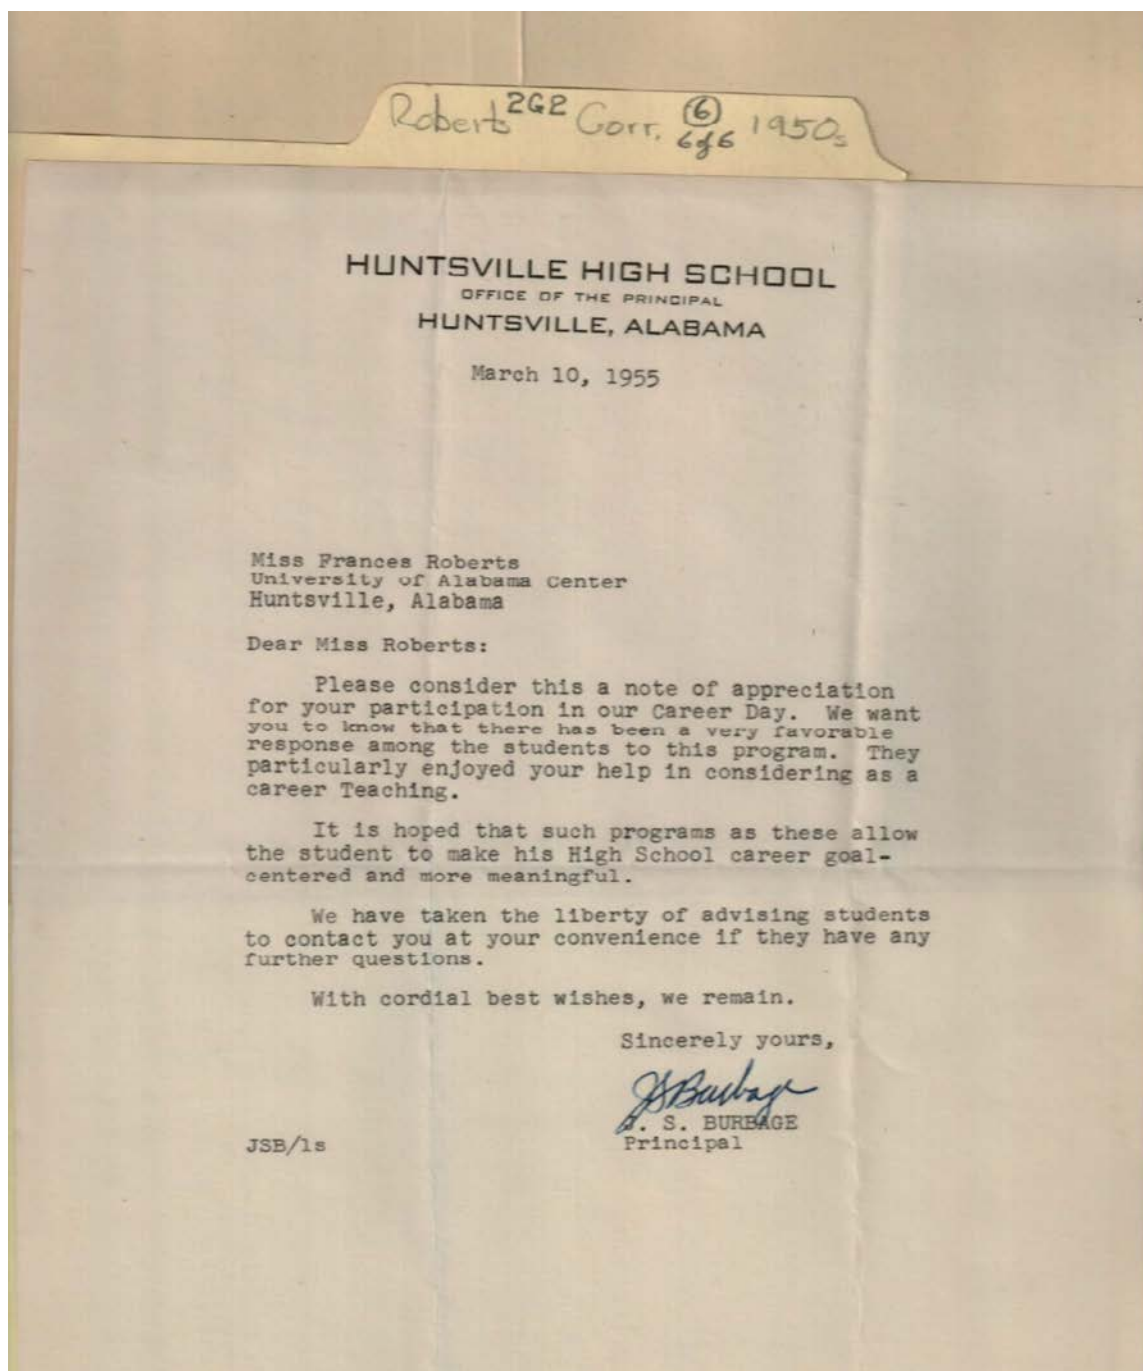 Roberts 2G2 Corr. 6 1950s
6 of 6
HUNTSVILLE HIGH SCHOOL
OFFICE OF THE PRINCIPAL
HUNTSVILLE, ALABAMA
March 10, 1955
Miss Frances Roberts
University of Alabama Center
Huntsville, Alabama
Dear Miss Roberts:
Please consider this a note of appreciation
for your participation in our Career Day. We want
you to know that there has been a very favorable
response among the students to this program. They
particularly enjoyed your help in considering as a
career Teaching.
It is hoped that such programs as these allow
the student to make his High School career goal-
centered and more meaningful.
We have taken the liberty of advising students
to contact you at your convenience if they have any
further questions.
With cordial best wishes, we remain.
Sincerely yours,
JSBurbage
J. S. BURBAGE
JSB/ls Principal